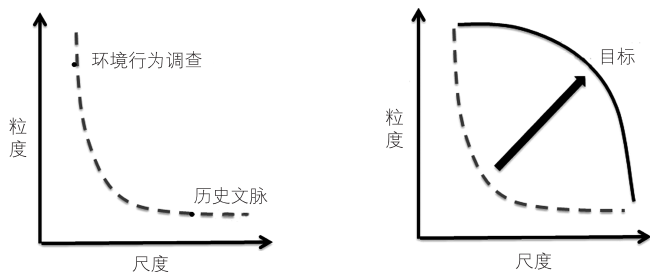 环境行为调查
粒度
历史文脉
尺度
目标
粒度
尺度